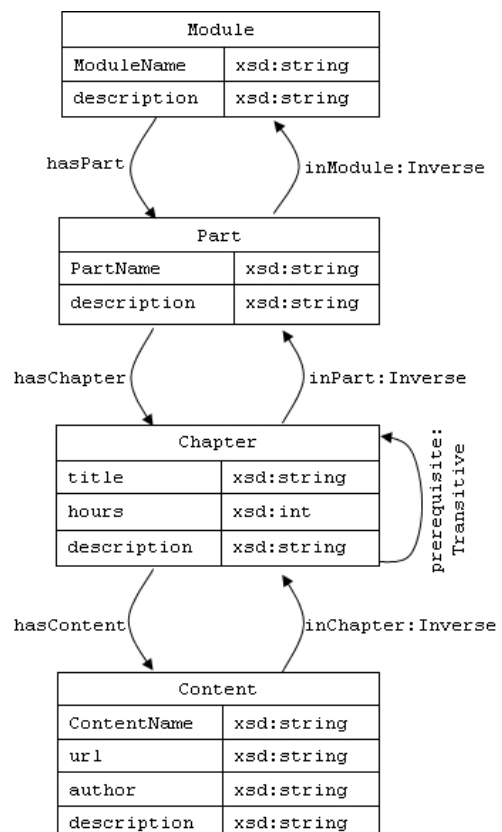 Module
ModuleName xsd:string
description xsd:string
hasPart inModule:Inverse
Part
PartName xsd:string
description xsd:string
hasChapter inPart:Inverse
Chapter
title xsd:string
hours xsd:int
description xsd:string
prerequisite:
Transitive
hasContent inChapter:Inverse
Content
ContentName xsd:string
url xsd:string
author xsd:string
description xsd:string